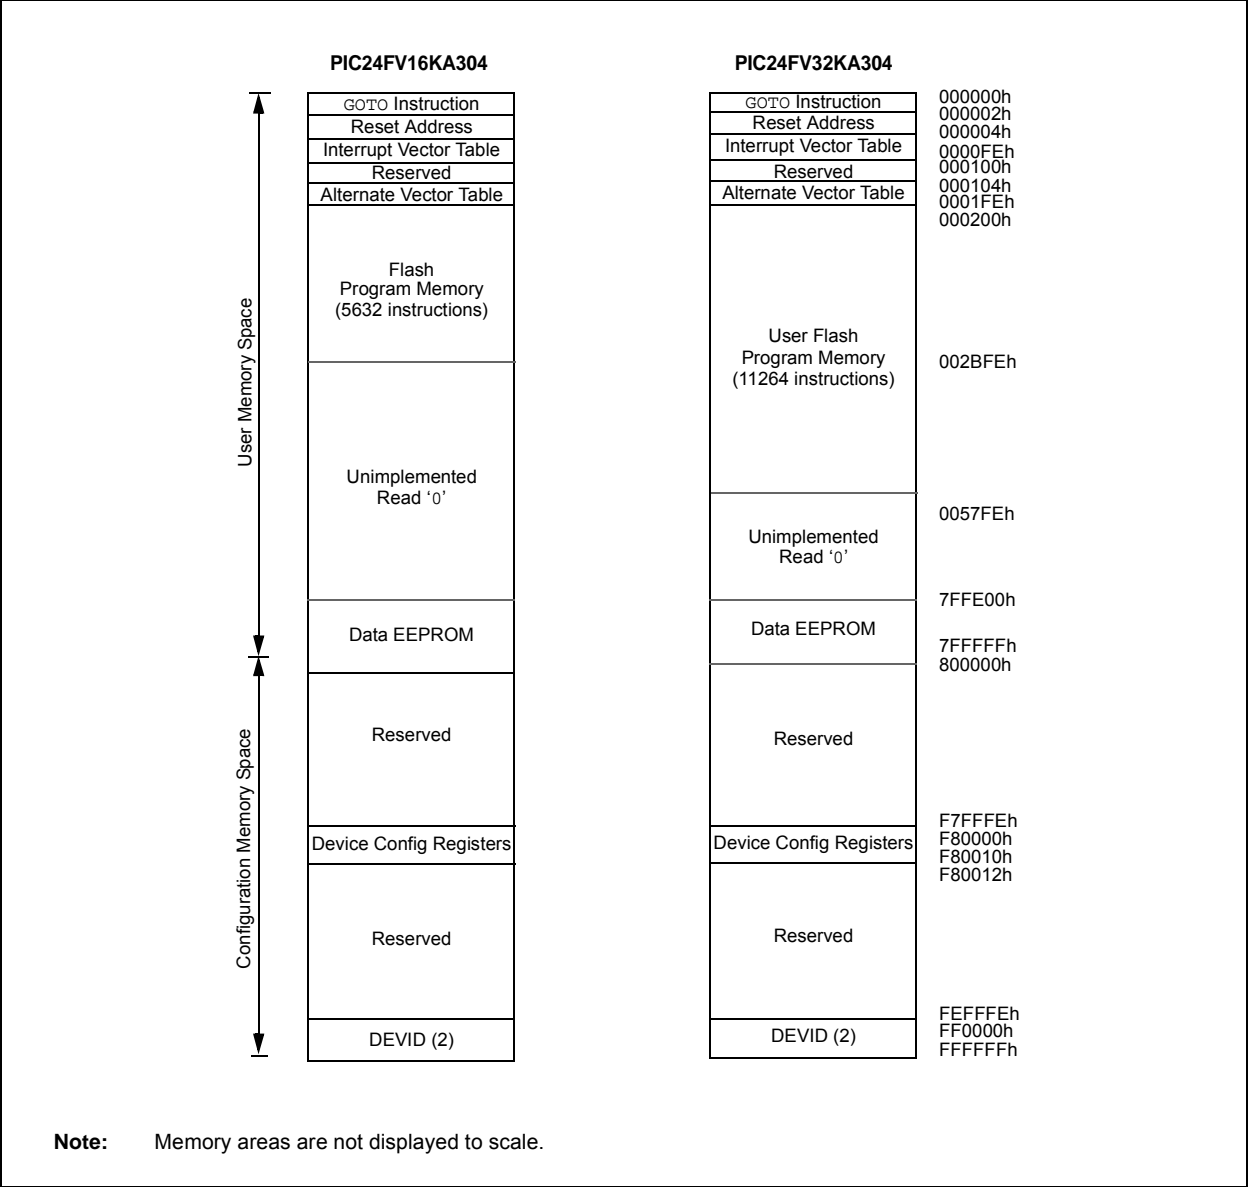 PIC24FV16KA304
GOTO Instruction
Reset Address
Interrupt Vector Table
Reserved
Alternate Vector Table
Flash
Program Memory
(5632 instructions)
Unimplemented
Read ‘0’
Data EEPROM
Reserved
Device Config Registers
Reserved
DEVID (2)
User Memory Space
Configuration Memory Space
PIC24FV32KA304
GOTO Instruction
Reset Address
Interrupt Vector Table
Reserved
Alternate Vector Table
User Flash
Program Memory
(11264 instructions)
Unimplemented
Read ‘0’
Data EEPROM
Reserved
Device Config Registers
Reserved
DEVID (2)
000000h
000002h
000004h
0000FEh
000100h
000104h
0001FEh
000200h
002BFEh
0057FEh
7FFE00h
7FFFFFh
800000h
F7FFFEh
F80000h
F80010h
F80012h
FEFFFEh
FF0000h
FFFFFFh
Note: Memory areas are not displayed to scale.